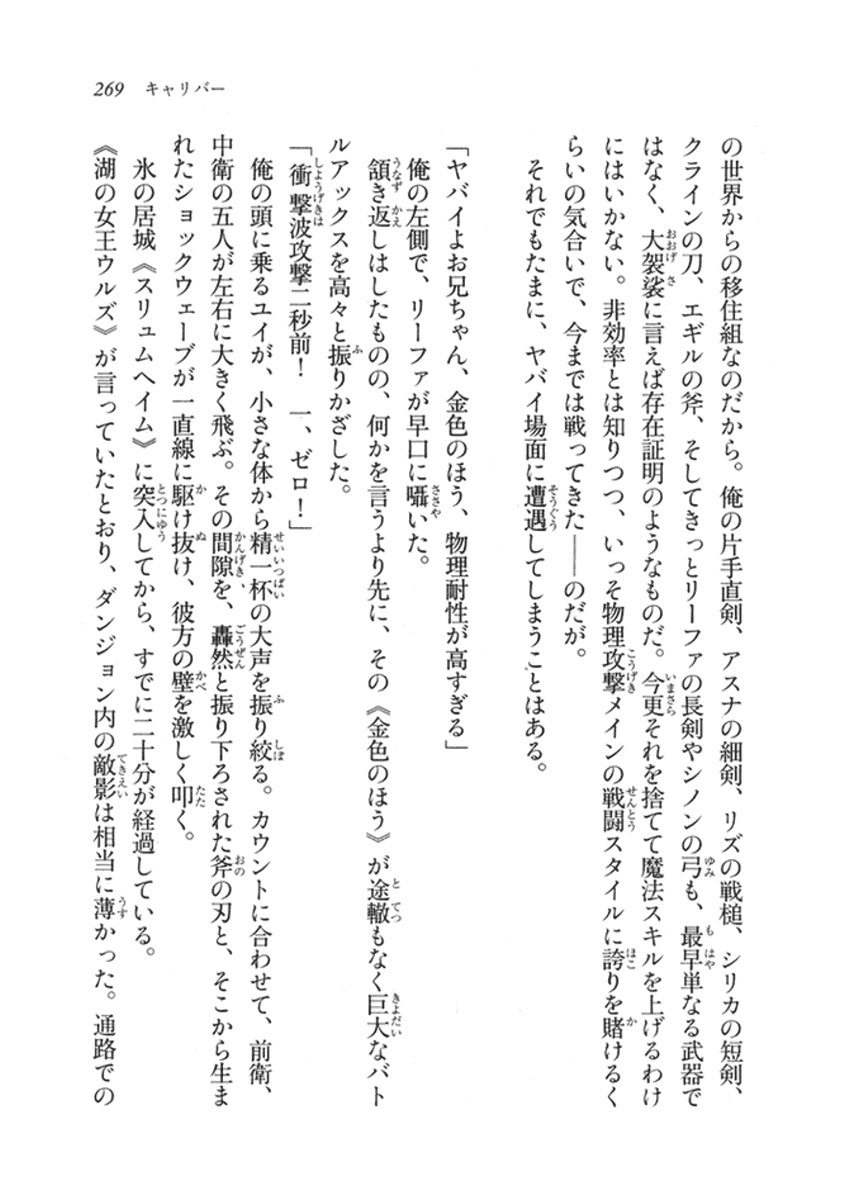 269 キャリバー
の世界からの移住組なのだから。俺の片手直剣、アスナの細剣、リズの戦槌、シリカの短剣、
クラインの刀、エギルの斧、そしてきっとリーファの長剣やシノンの弓も、最早単なる武器で
はなく、大袈裟に言えば存在証明のようなものだ。今更それを捨てて魔法スキルを上げるわけ
にはいかない。非効率とは知りつつ、いっそ物理攻撃メインの戦闘スタイルに誇りを賭けるく
らいの気合いで、今までは戦ってきた――のだが。
それでもたまに、ヤバイ場面に遭遇してしまうことはある。
「ヤバイよお兄ちゃん、金色のほう、物理耐性が高すぎる」
俺の左側で、リーファが早口に囁いた。
頷き返しはしたものの、何かを言うより先に、その《金色のほう》が途轍もなく巨大なバト
ルアックスを高々と振りかざした。
「衝撃波攻撃二秒前！　一、ゼロ！」
俺の頭に乗るユイが、小さな体から精一杯の大声を振り絞る。カウントに合わせて、前衛、
中衛の五人が左右に大きく飛ぶ。その間隙を、轟然と振り下ろされた斧の刃と、そこから生ま
れたショックウェーブが一直線に駆け抜け、彼方の壁を激しく叩く。
氷の居城《スリュムヘイム》に突入してから、すでに二十分が経過している。
《湖の女王ウルズ》が言っていたとおり、ダンジョン内の敵影は相当に薄かった。通路での